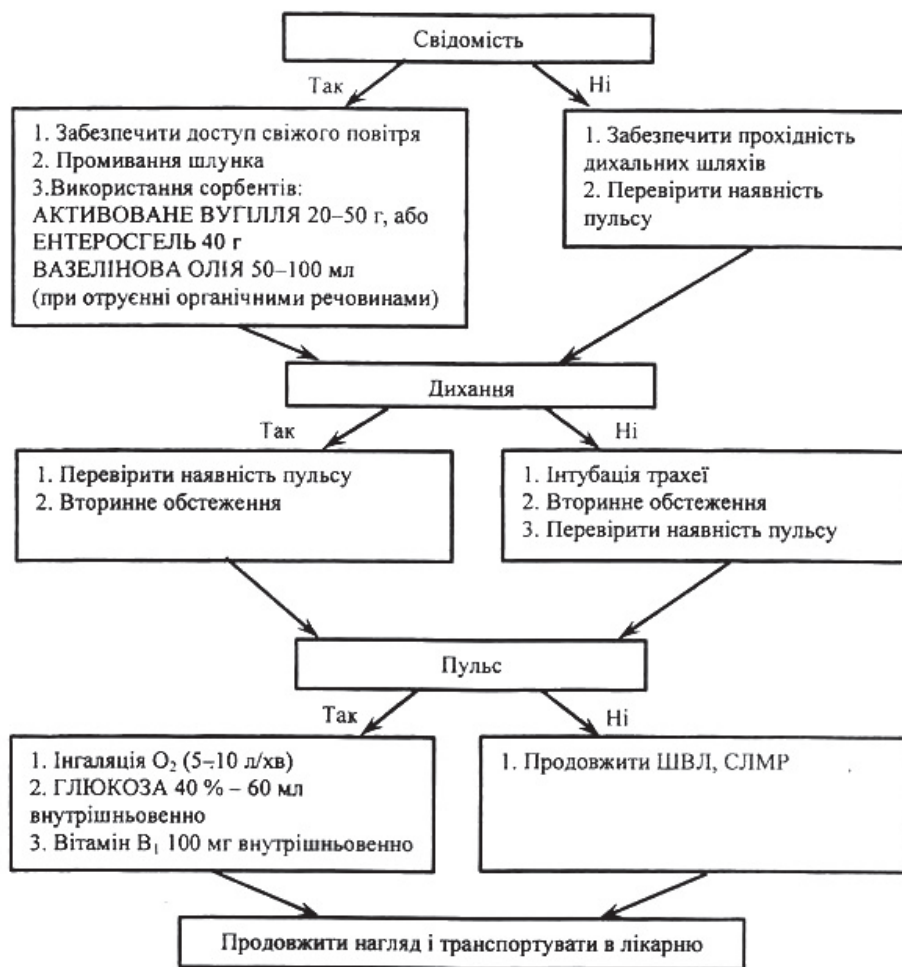 Свідомість
Так
Ні
1. Забезпечити доступ свіжого повітря
2. Промивання шлунка
3.Використання сорбентів:
АКТИВОВАНЕ ВУГІЛЛЯ 20–50 г, або
ЕНТЕРОСГЕЛЬ 40 г
ВАЗЕЛІНОВА ОЛІЯ 50–100 мл
(при отруєнні органічними речовинами)
1. Забезпечити прохідність
дихальних шляхів
2. Перевірити наявність
пульсу
Дихання
Так
Ні
1. Перевірити наявність пульсу
2. Вторинне обстеження
1. Інтубація трахеї
2. Вторинне обстеження
3. Перевірити наявність пульсу
Пульс
Так
Ні
1. Інгаляція O₂ (5–10 л/хв)
2. ГЛЮКОЗА 40 % – 60 мл
внутрішньовенно
3. Вітамін B₁ 100 мг внутрішньовенно
1. Продовжити ШВЛ, СЛМР
Продовжити нагляд і транспортувати в лікарню